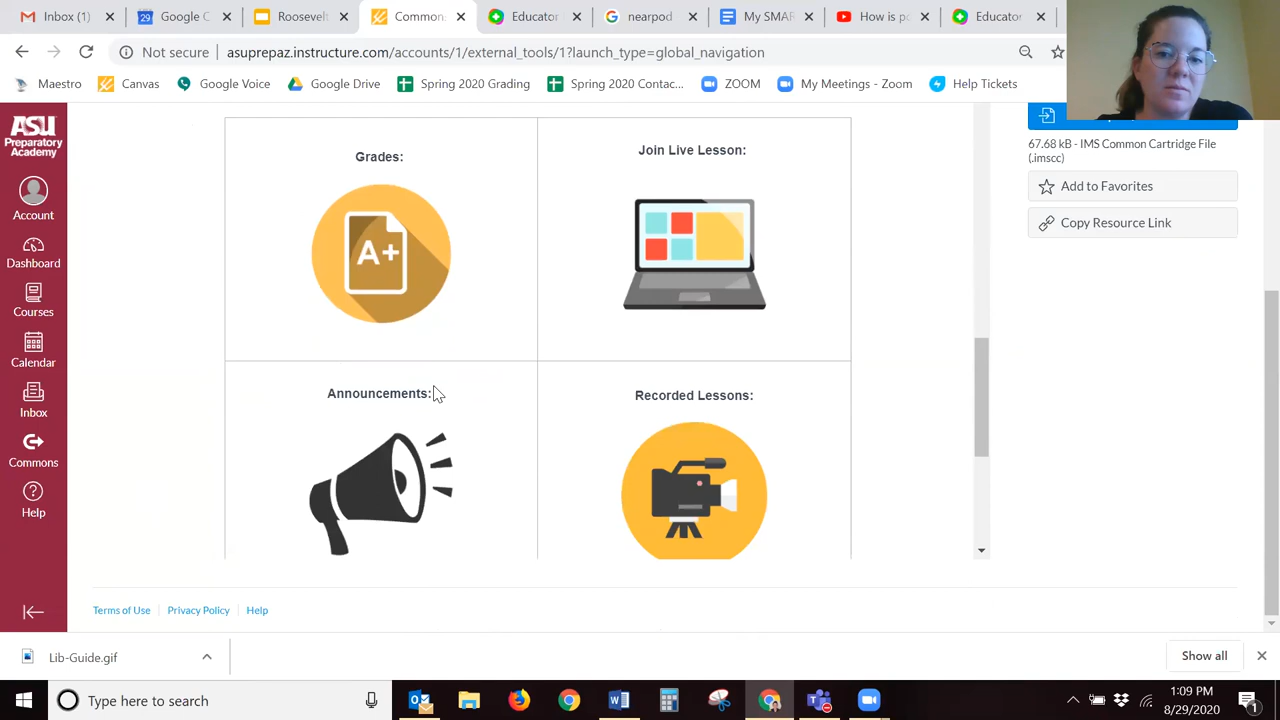 Inbox (1)
Google C
Roosevelt
Common
Educator
nearpod
My SMAR
How is p
Educator
Not secure
asuprepaz.instructure.com/accounts/1/external_tools/1?launch_type=global_navigation
Maestro
Canvas
Google Voice
Google Drive
Spring 2020 Grading
Spring 2020 Contac...
ZOOM
My Meetings - Zoom
Help Tickets
ASU
Preparatory
Academy
Account
Dashboard
Courses
Calendar
Inbox
Commons
Help
Grades:
A+
Join Live Lesson:
Announcements:
Recorded Lessons:
67.68 kB - IMS Common Cartridge File
(.imscc)
Add to Favorites
Copy Resource Link
Terms of Use
Privacy Policy
Help
Lib-Guide.gif
Show all
Type here to search
1:09 PM
8/29/2020